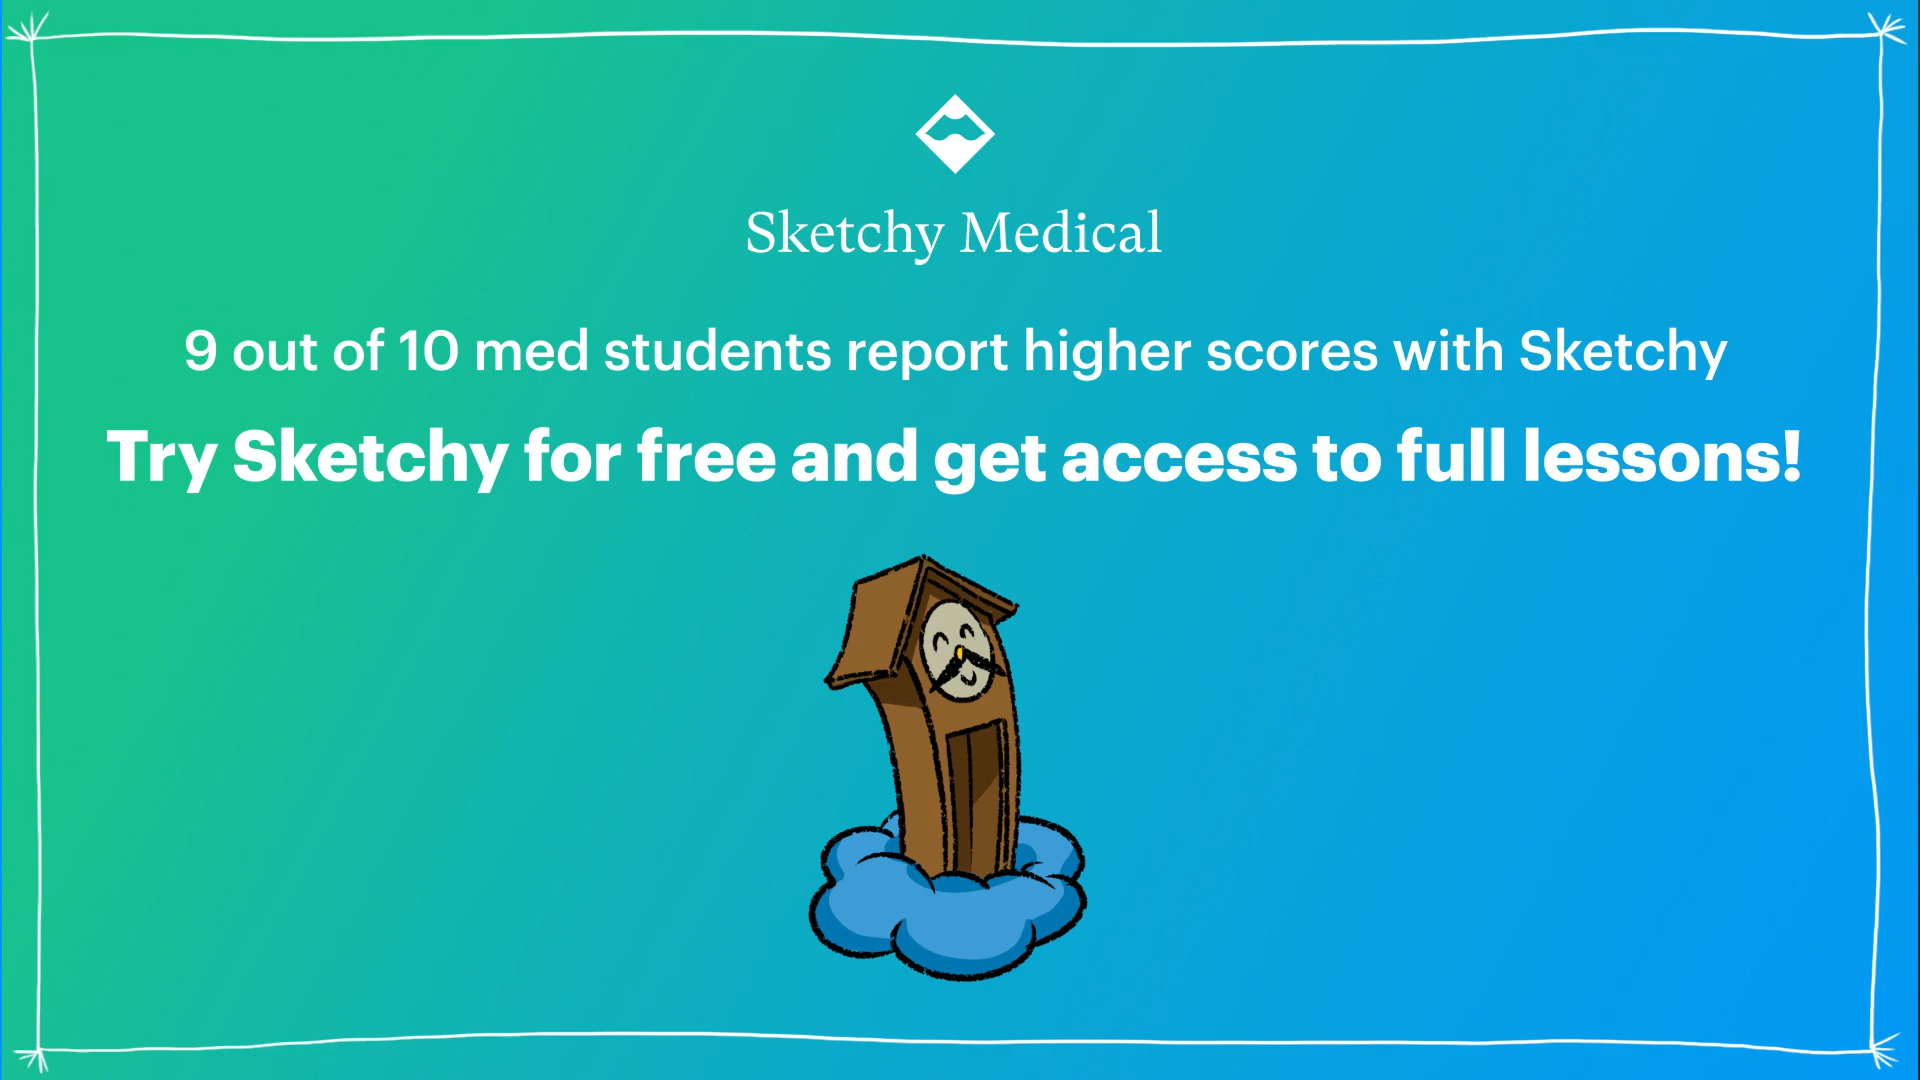 Sketchy Medical
9 out of 10 med students report higher scores with Sketchy
Try Sketchy for free and get access to full lessons!